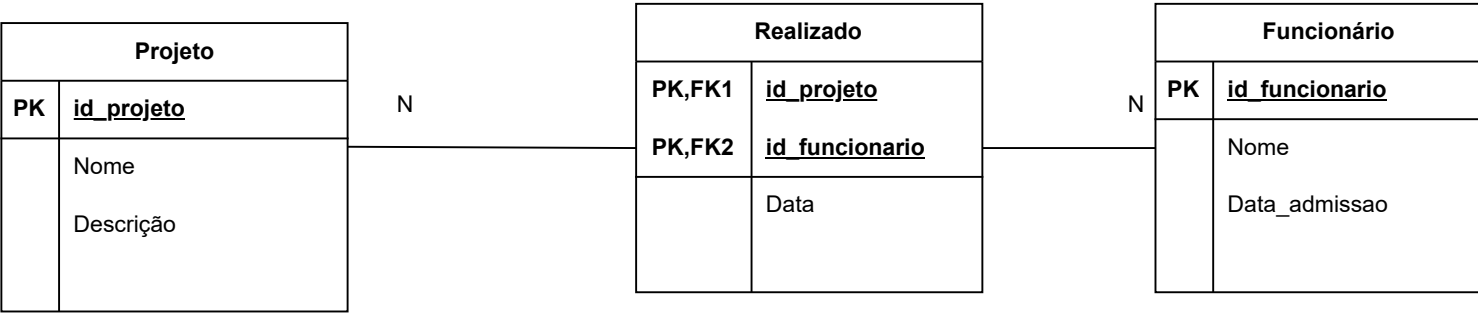 Projeto
PK id_projeto
Nome
Descrição
N
Realizado
PK,FK1 id_projeto
PK,FK2 id_funcionario
Data
N
Funcionário
PK id_funcionario
Nome
Data_admissao